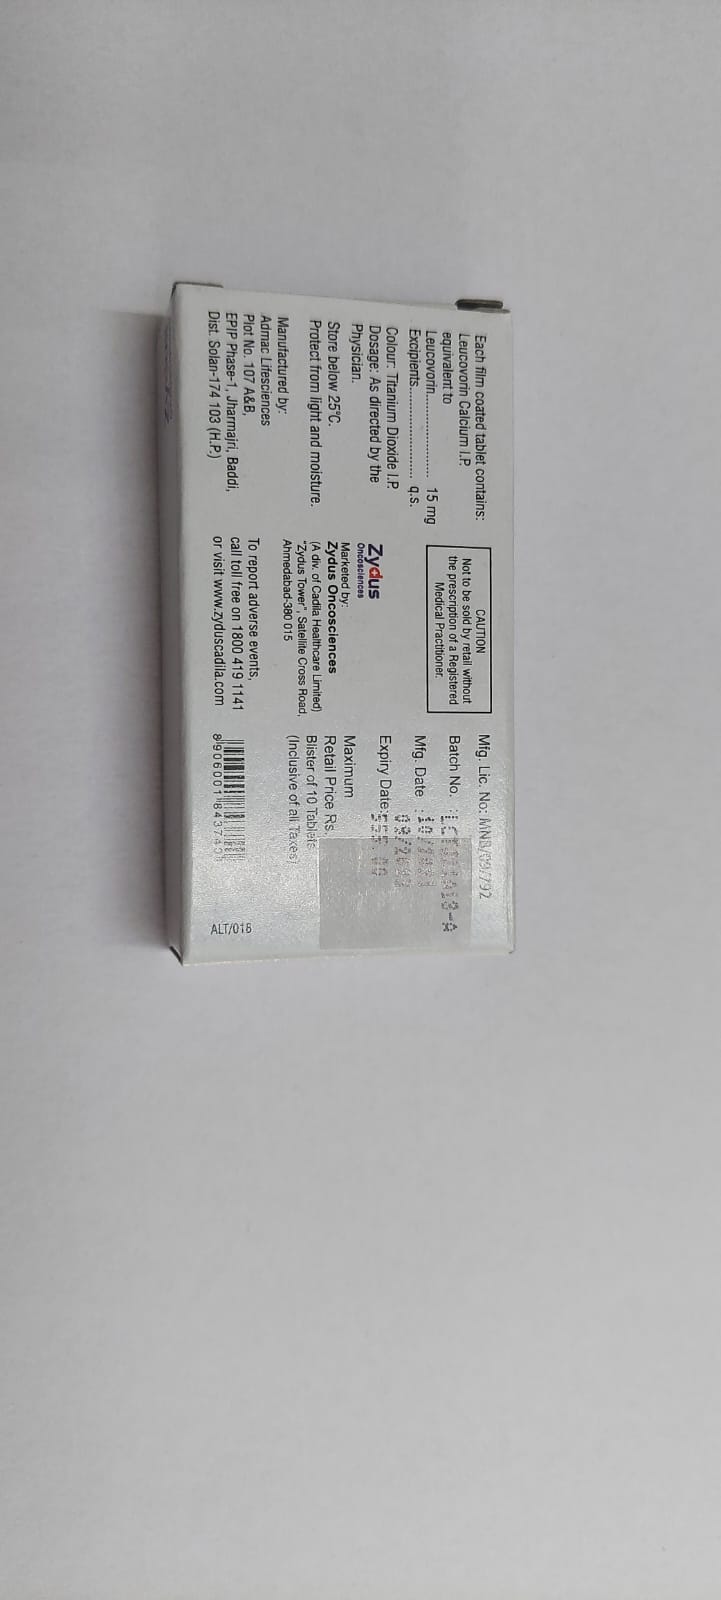 Each film coated tablet contains:
Leucovorin Calcium I.P.
equivalent to
Leucovorin..................... 15 mg
Excipients...................... q.s.
Colour: Titanium Dioxide I.P.
Dosage: As directed by the
Physician.
Store below 25°C.
Protect from light and moisture.
Manufactured by:
Admac Lifesciences
Plot No. 107 A&B,
EPIP Phase-1, Jharmajri, Baddi,
Dist. Solan-174 103 (H.P.)
CAUTION
Not to be sold by retail without
the prescription of a Registered
Medical Practitioner.
Zydus
Oncosciences
Marketed by:
Zydus Oncosciences
(A div. of Cadila Healthcare Limited)
"Zydus Tower", Satellite Cross Road,
Ahmedabad-380 015
To report adverse events,
call toll free on 1800 419 1141
or visit www.zyduscadila.com
Mfg. Lic. No:
Batch No. :
Mfg. Date :
Expiry Date:
Maximum
Retail Price Rs.
Blister of 10 Tablets
(Inclusive of all Taxes)
ALT/018